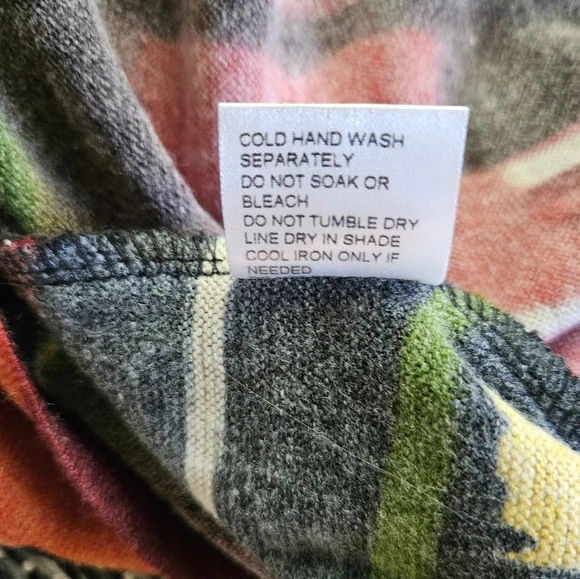 COLD HAND WASH
SEPARATELY
DO NOT SOAK OR
BLEACH
DO NOT TUMBLE DRY
LINE DRY IN SHADE
COOL IRON ONLY IF
NEEDED